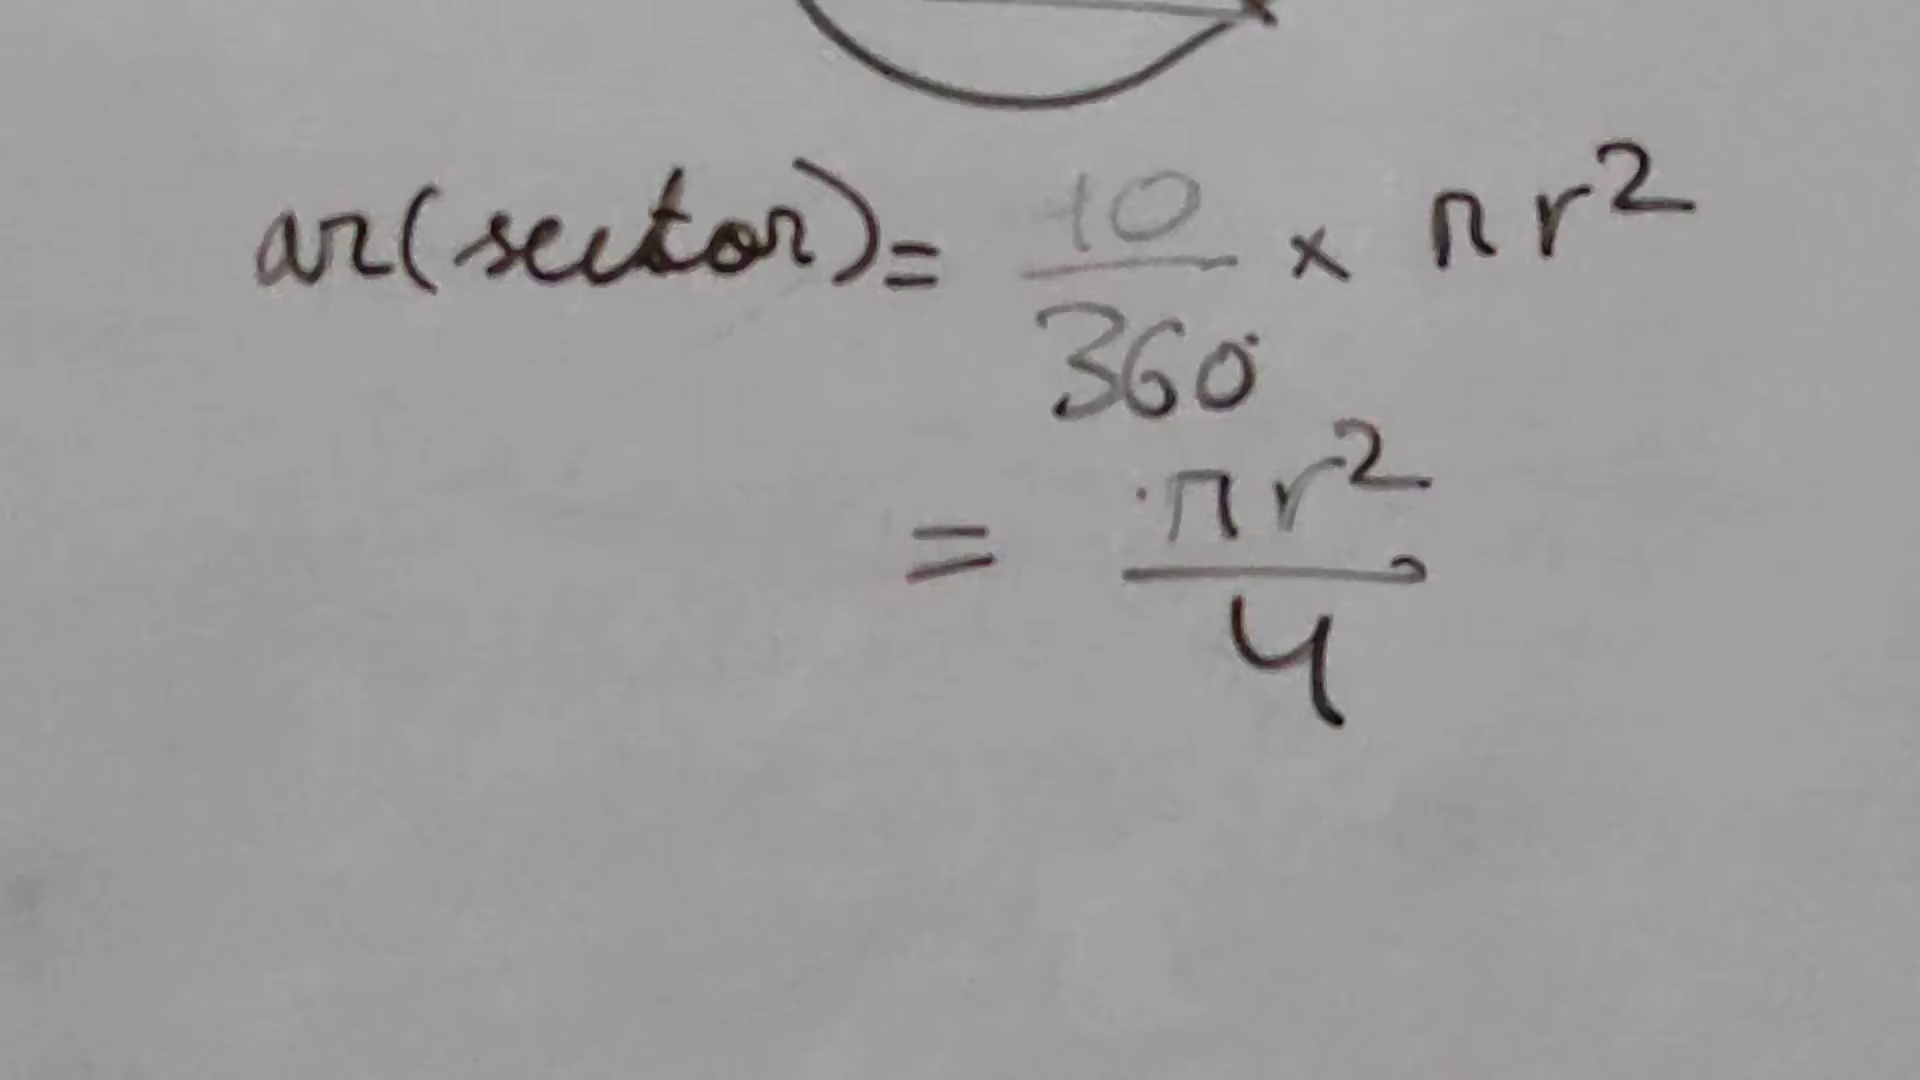 ar(sector) = 10/360 × πr²
= πr²/4